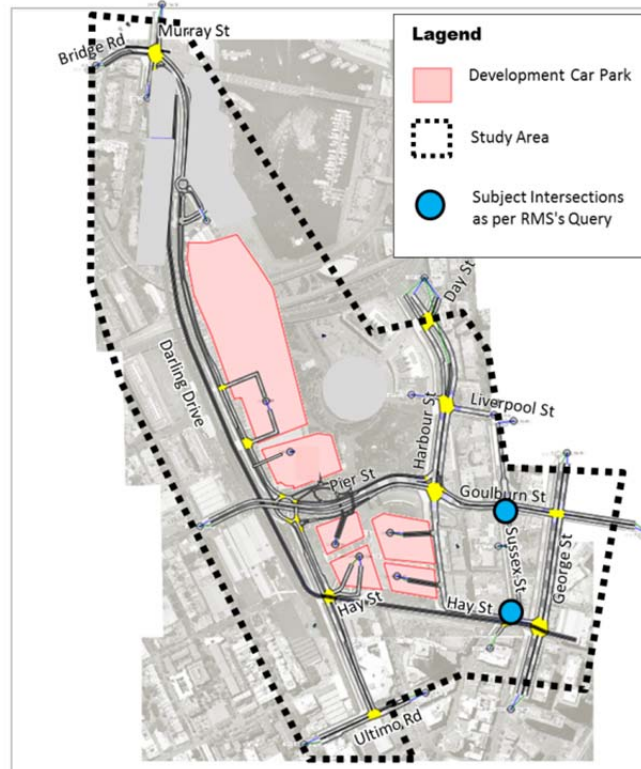 Murray St
Bridge Rd
Lagend
Development Car Park
Study Area
Subject Intersections
as per RMS's Query
Day St
Darling Drive
Harbour St
Liverpool St
Pier St
Goulburn St
Sussex St
George St
Hay St
Hay St
Ultimo Rd